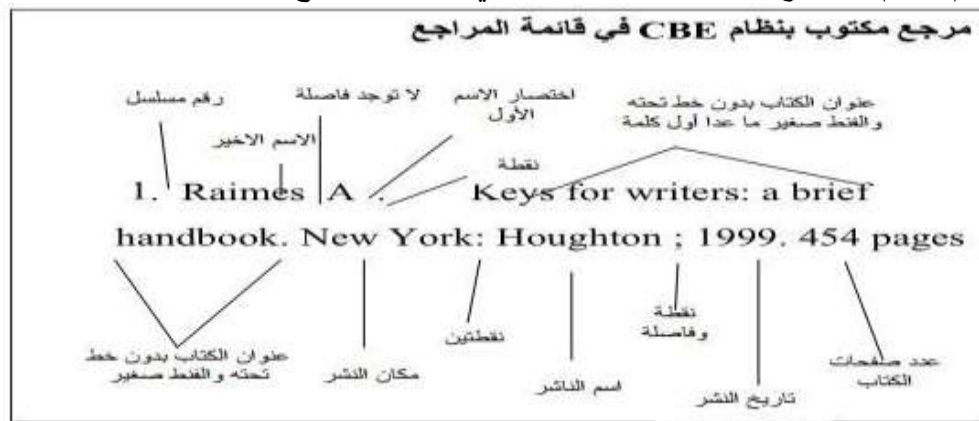 مرجع مكتوب بنظام CBE في قائمة المراجع
رقم مسلسل
لا توجد فاصلة
اختصار الاسم
الأول
عنوان الكتاب بدون خط تحته
والفنط صغير ما عدا أول كلمة
الاسم الاخير
نقطة
1. Raimes A . Keys for writers: a brief
handbook. New York: Houghton ; 1999. 454 pages
عنوان الكتاب بدون خط
تحته والفنط صغير
مكان النشر
نقطتين
اسم الناشر
نقطة
وفاصلة
تاريخ النشر
عدد صفحات
الكتاب